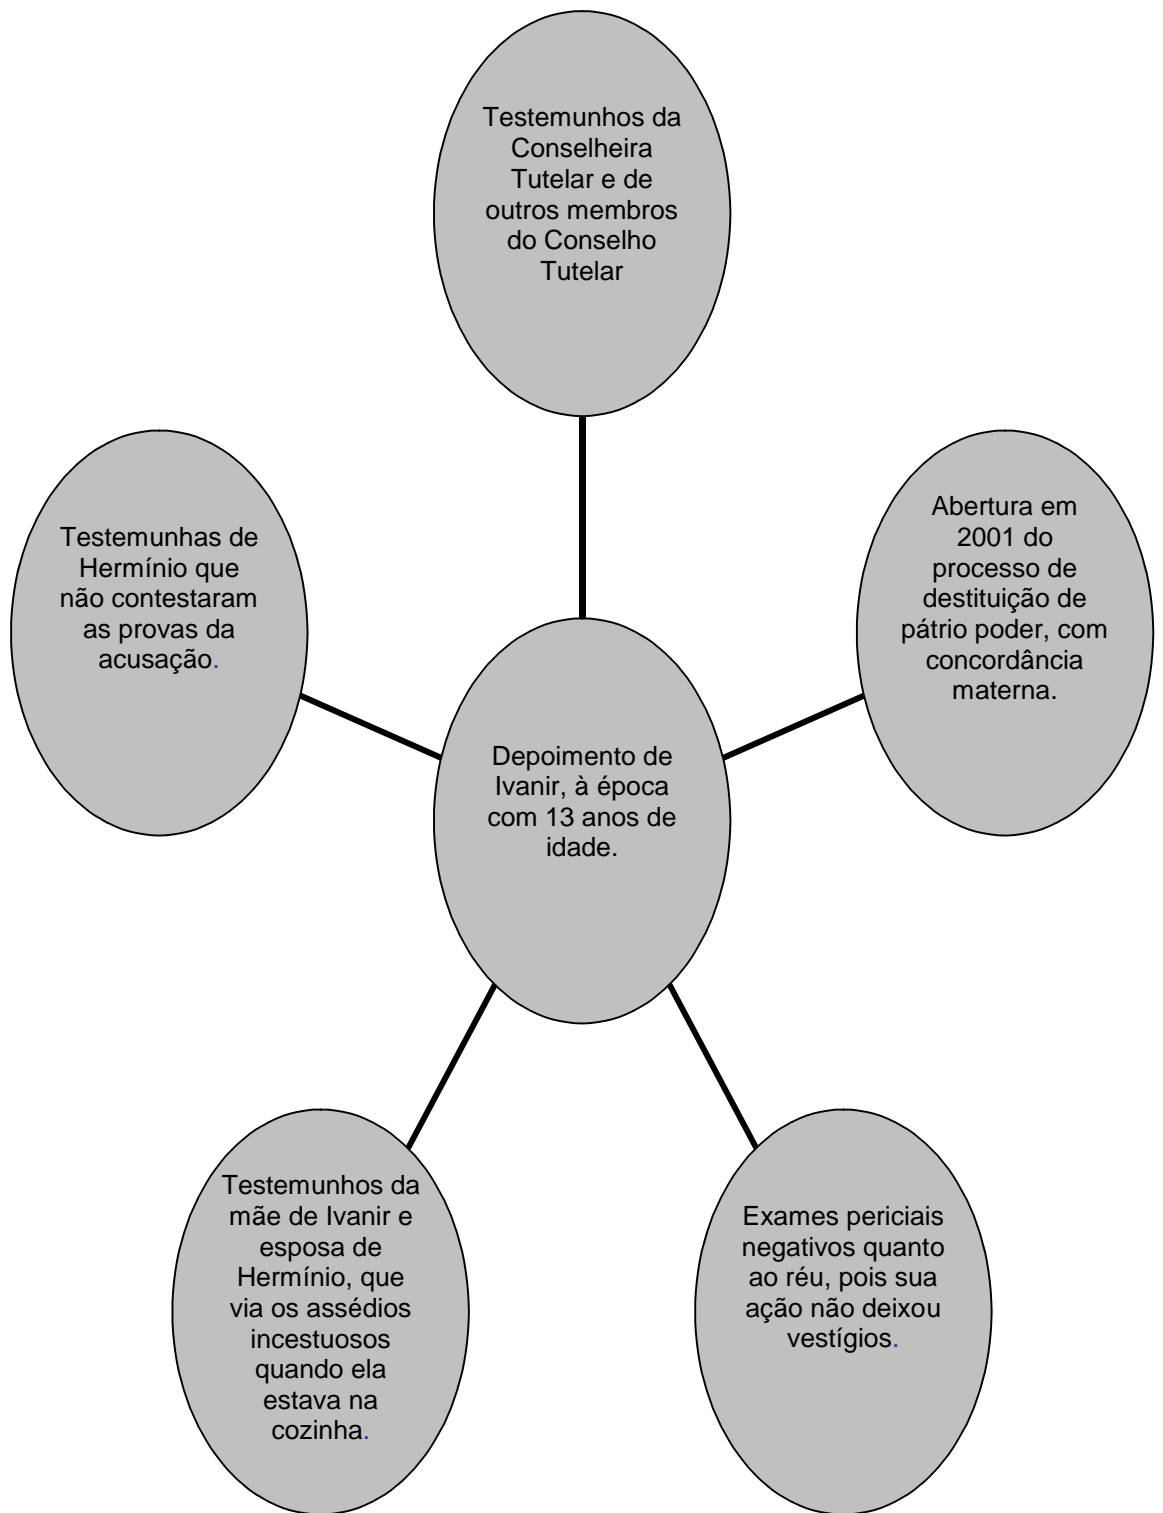 Testemunhos da
Conselheira
Tutelar e de
outros membros
do Conselho
Tutelar
Testemunhas de
Hermínio que
não contestaram
as provas da
acusação.
Abertura em
2001 do
processo de
destituição de
pátrio poder, com
concordância
materna.
Depoimento de
Ivanir, à época
com 13 anos de
idade.
Testemunhos da
mãe de Ivanir e
esposa de
Hermínio, que
via os assédios
incestuosos
quando ela
estava na
cozinha.
Exames periciais
negativos quanto
ao réu, pois sua
ação não deixou
vestígios.